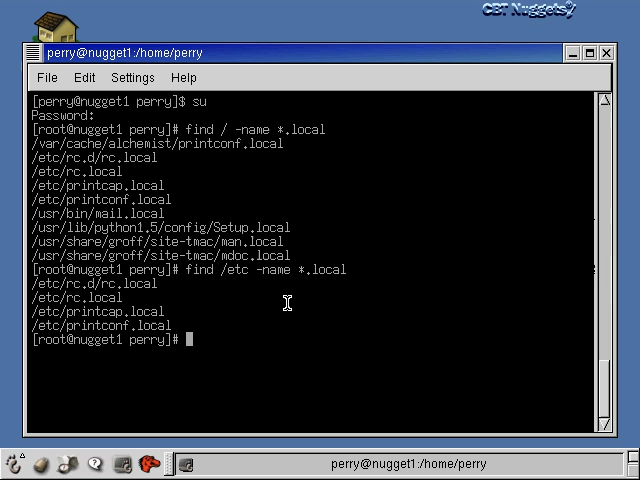 CBT Nuggets
perry@nugget1:/home/perry
File Edit Settings Help
[perry@nugget1 perry]$ su
Password:
[root@nugget1 perry]# find / -name *.local
/var/cache/alchemist/printconf.local
/etc/rc.d/rc.local
/etc/rc.local
/etc/printcap.local
/etc/printconf.local
/usr/bin/mail.local
/usr/lib/python1.5/config/Setup.local
/usr/share/groff/site-tmac/man.local
/usr/share/groff/site-tmac/mdoc.local
[root@nugget1 perry]# find /etc -name *.local
/etc/rc.d/rc.local
/etc/rc.local
/etc/printcap.local
/etc/printconf.local
[root@nugget1 perry]#
perry@nugget1:/home/perry